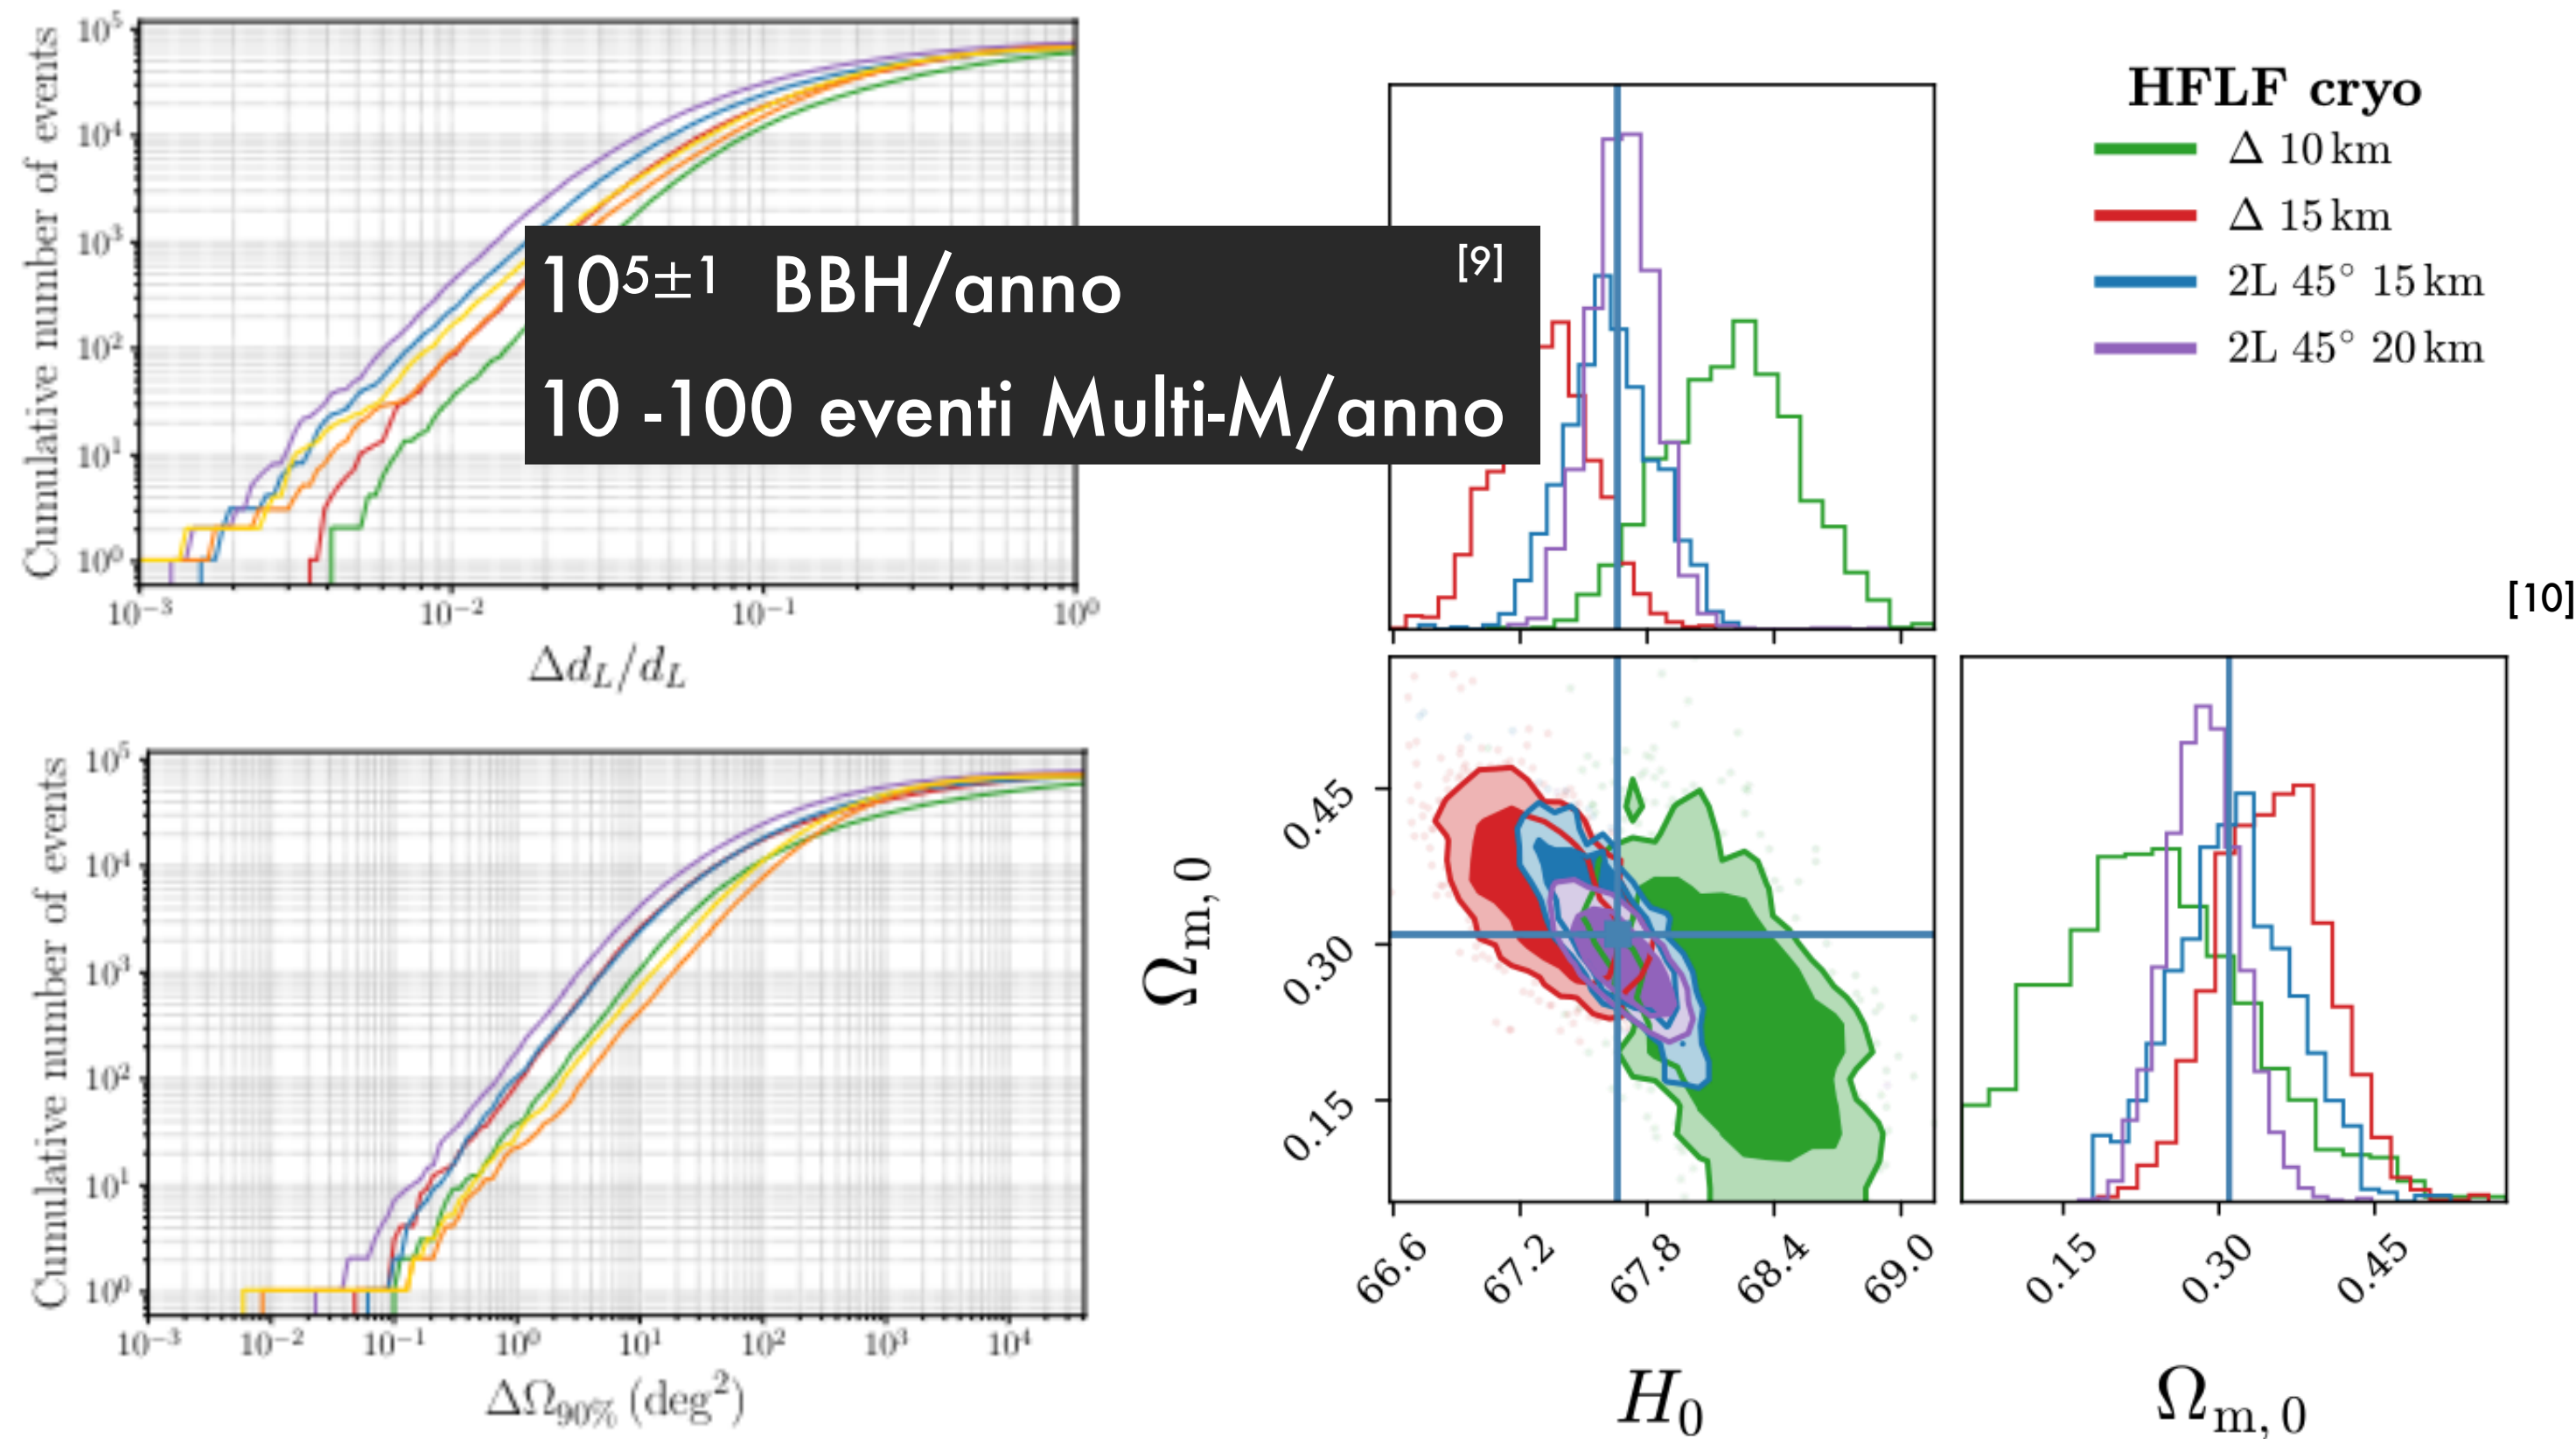 Cumulative number of events
10⁵
10⁴
10³
10²
10¹
10⁰
10⁻³ 10⁻² 10⁻¹ 10⁰
Δd_L/d_L
10⁵±¹ BBH/anno [9]
10 -100 eventi Multi-M/anno
HFLF cryo
Δ 10 km
Δ 15 km
2L 45° 15 km
2L 45° 20 km
[10]
Cumulative number of events
10⁵
10⁴
10³
10²
10¹
10⁰
10⁻³ 10⁻² 10⁻¹ 10⁰ 10¹ 10² 10³ 10⁴
ΔΩ₉₀% (deg²)
Ω_m, 0
0.45
0.30
0.15
66.6 67.2 67.8 68.4 69.0
H₀
0.15 0.30 0.45
Ω_m, 0